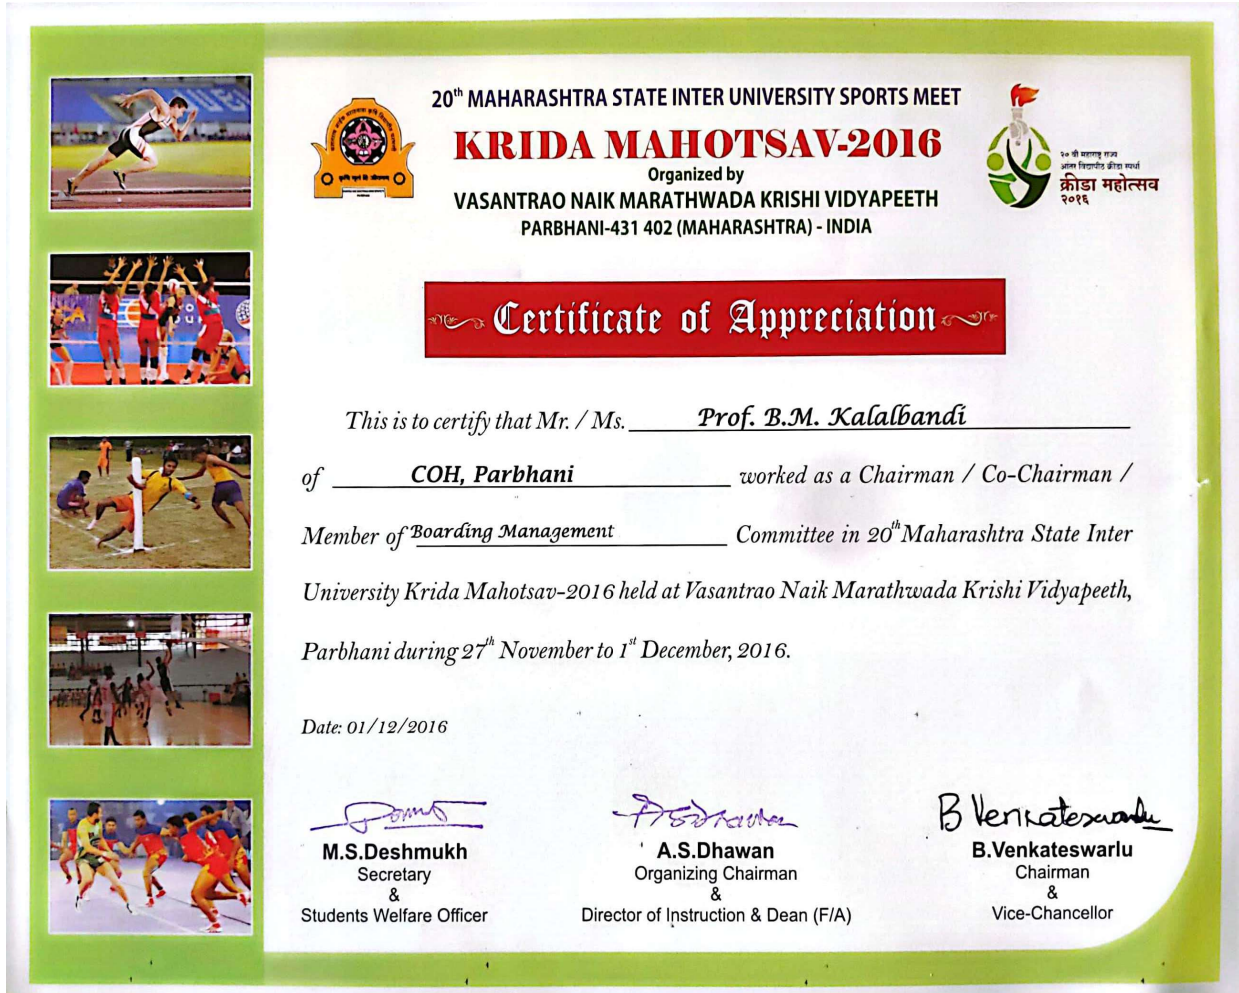 20th MAHARASHTRA STATE INTER UNIVERSITY SPORTS MEET
KRIDA MAHOTSAV-2016
Organized by
VASANTRAO NAIK MARATHWADA KRISHI VIDYAPEETH
PARBHANI-431 402 (MAHARASHTRA) - INDIA
२० वी महाराष्ट्र राज्य
आंतर विद्यापीठ क्रीडा स्पर्धा
क्रीडा महोत्सव
२०१६
Certificate of Appreciation
This is to certify that Mr. / Ms. Prof. B.M. Kalalbandi
of COH, Parbhani worked as a Chairman / Co-Chairman /
Member of Boarding Management Committee in 20th Maharashtra State Inter
University Krida Mahotsav-2016 held at Vasantrao Naik Marathwada Krishi Vidyapeeth,
Parbhani during 27th November to 1st December, 2016.
Date: 01/12/2016
B Venkateswarlu
M.S.Deshmukh
Secretary
&
Students Welfare Officer
A.S.Dhawan
Organizing Chairman
&
Director of Instruction & Dean (F/A)
B.Venkateswarlu
Chairman
&
Vice-Chancellor